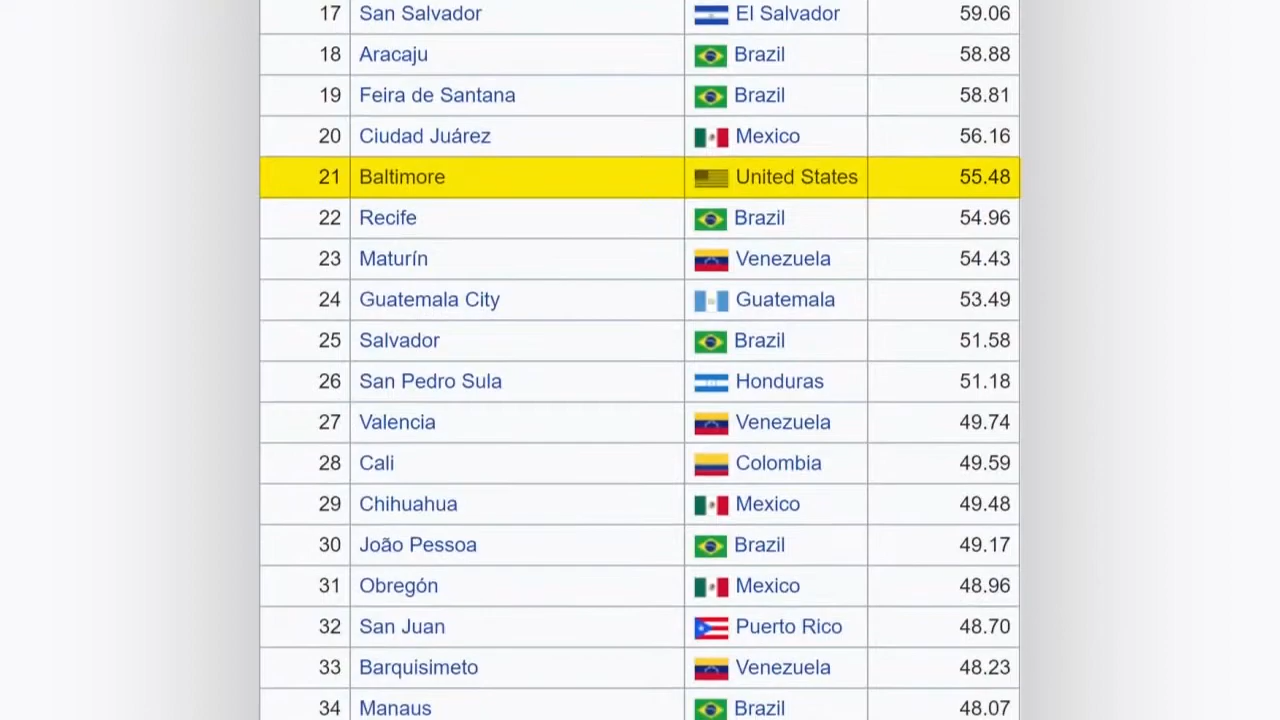 17 San Salvador El Salvador 59.06
18 Aracaju Brazil 58.88
19 Feira de Santana Brazil 58.81
20 Ciudad Juárez Mexico 56.16
21 Baltimore United States 55.48
22 Recife Brazil 54.96
23 Maturín Venezuela 54.43
24 Guatemala City Guatemala 53.49
25 Salvador Brazil 51.58
26 San Pedro Sula Honduras 51.18
27 Valencia Venezuela 49.74
28 Cali Colombia 49.59
29 Chihuahua Mexico 49.48
30 João Pessoa Brazil 49.17
31 Obregón Mexico 48.96
32 San Juan Puerto Rico 48.70
33 Barquisimeto Venezuela 48.23
34 Manaus Brazil 48.07